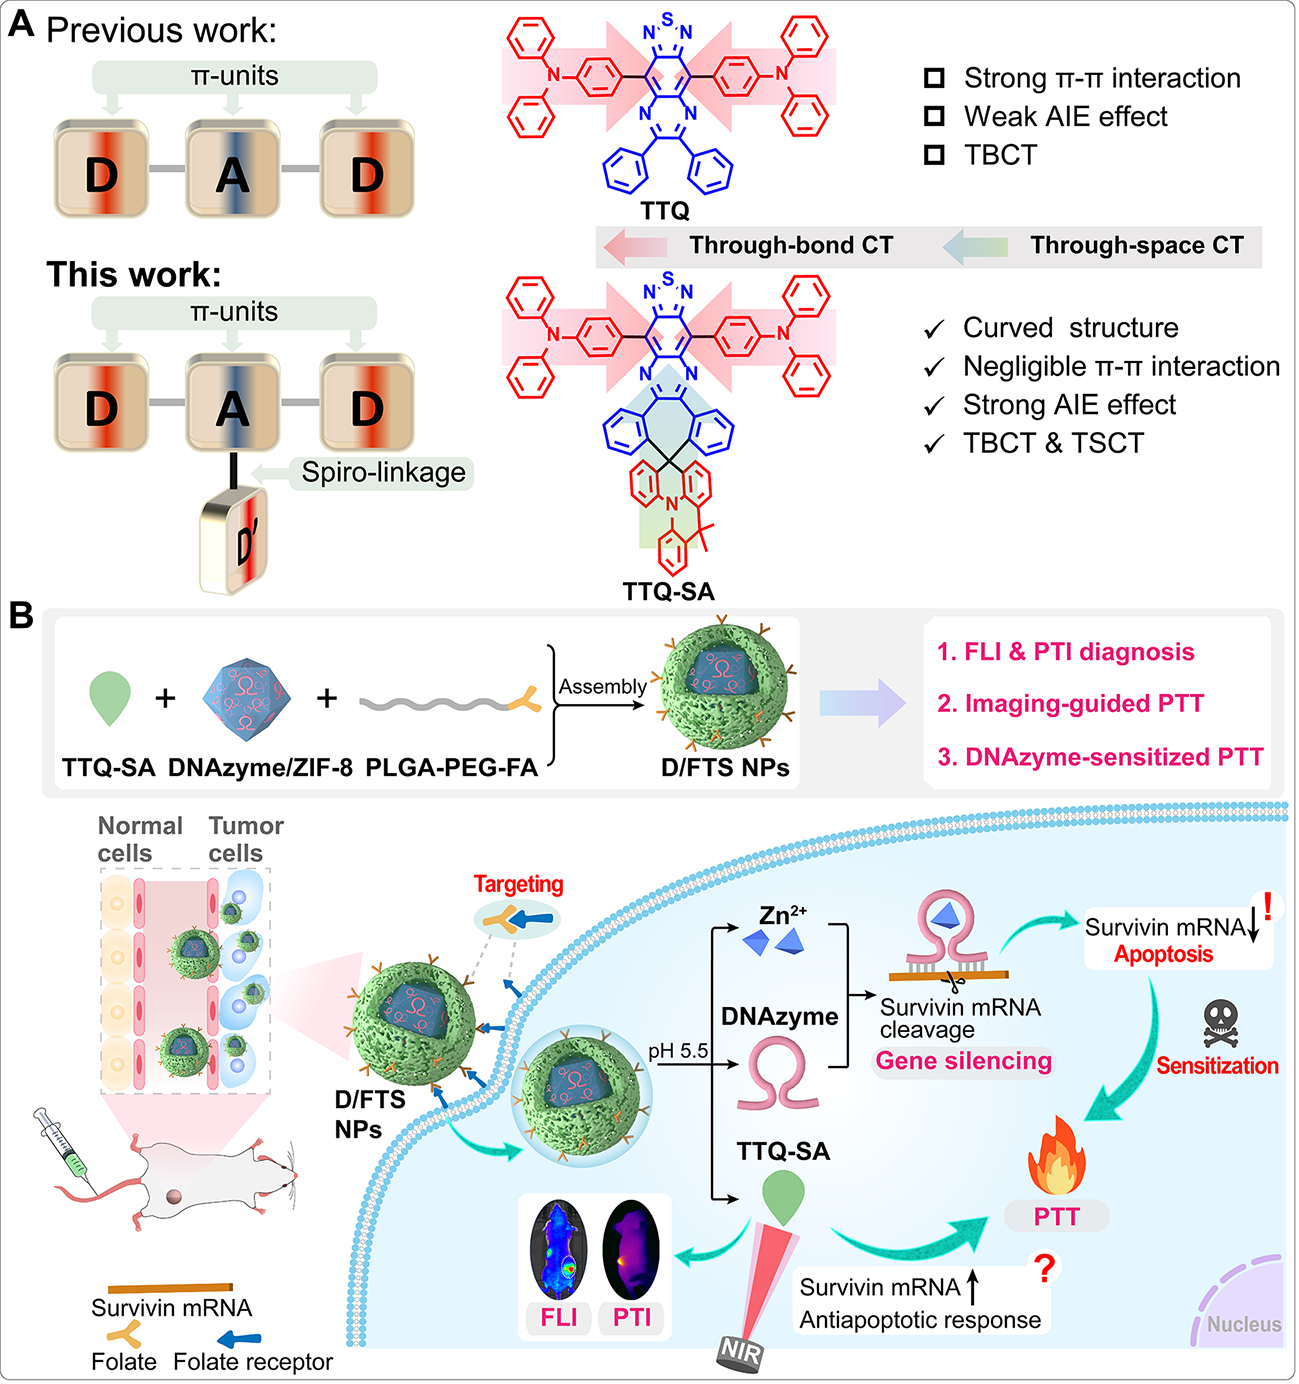 A
Previous work:
π-units
D A D
This work:
π-units
D A D
Spiro-linkage
D′
S
N N
N N
N N
TTQ
Strong π-π interaction
Weak AIE effect
TBCT
Through-bond CT Through-space CT
S
N N
N N
N N
N
TTQ-SA
Curved structure
Negligible π-π interaction
Strong AIE effect
TBCT & TSCT
B
TTQ-SA + DNAzyme/ZIF-8 + PLGA-PEG-FA
Assembly
D/FTS NPs
1. FLI & PTI diagnosis
2. Imaging-guided PTT
3. DNAzyme-sensitized PTT
Normal
cells
Tumor
cells
Targeting
D/FTS
NPs
pH 5.5
Zn²⁺
DNAzyme
TTQ-SA
Survivin mRNA
cleavage
Gene silencing
Survivin mRNA↓
!
Apoptosis
Sensitization
PTT
FLI PTI
NIR
Survivin mRNA↑
?
Antiapoptotic response
Nucleus
Survivin mRNA
Folate Folate receptor